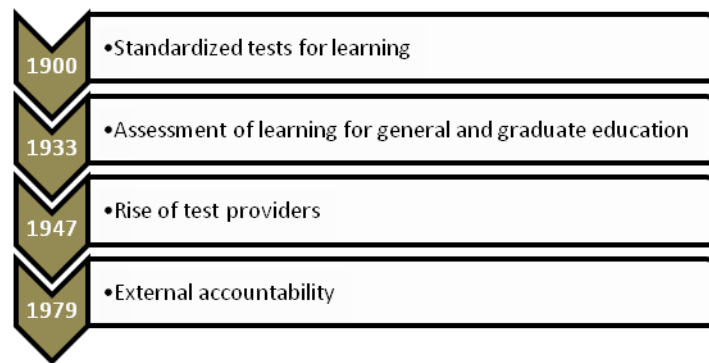 1900
•Standardized tests for learning
1933
•Assessment of learning for general and graduate education
1947
•Rise of test providers
1979
•External accountability